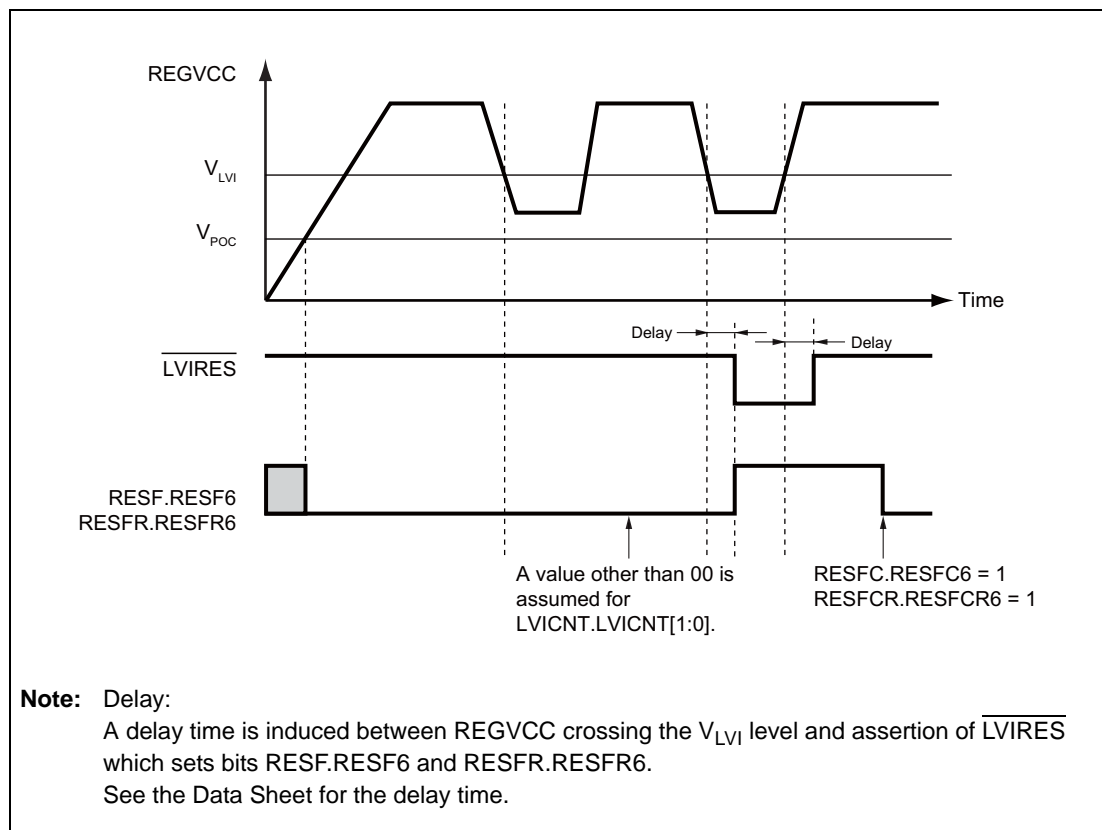 REGVCC
VLVI
VPOC
Time
Delay
Delay
LVIRES
RESF.RESF6
RESFR.RESFR6
A value other than 00 is
assumed for
LVICNT.LVICNT[1:0].
RESFC.RESFC6 = 1
RESFCR.RESFCR6 = 1
Note: Delay:
A delay time is induced between REGVCC crossing the VLVI level and assertion of LVIRES
which sets bits RESF.RESF6 and RESFR.RESFR6.
See the Data Sheet for the delay time.